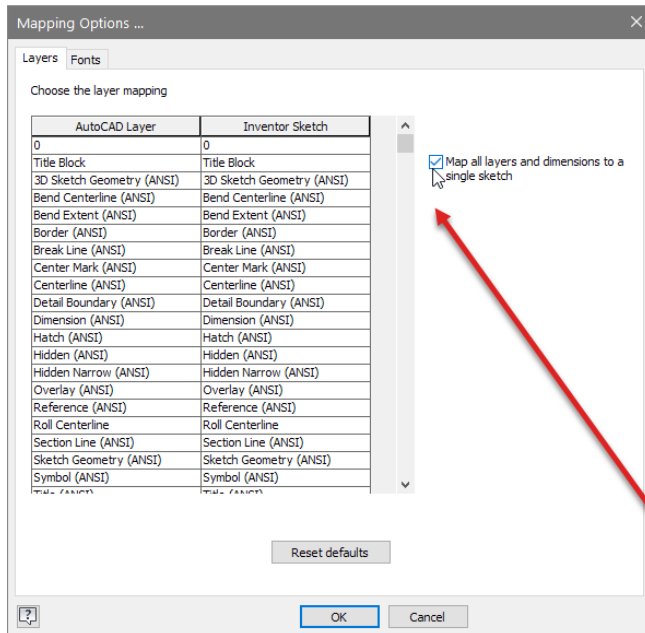 Mapping Options ...
Layers Fonts
Choose the layer mapping
AutoCAD Layer Inventor Sketch
0 0
Title Block Title Block
3D Sketch Geometry (ANSI) 3D Sketch Geometry (ANSI)
Bend Centerline (ANSI) Bend Centerline (ANSI)
Bend Extent (ANSI) Bend Extent (ANSI)
Border (ANSI) Border (ANSI)
Break Line (ANSI) Break Line (ANSI)
Center Mark (ANSI) Center Mark (ANSI)
Centerline (ANSI) Centerline (ANSI)
Detail Boundary (ANSI) Detail Boundary (ANSI)
Dimension (ANSI) Dimension (ANSI)
Hatch (ANSI) Hatch (ANSI)
Hidden (ANSI) Hidden (ANSI)
Hidden Narrow (ANSI) Hidden Narrow (ANSI)
Overlay (ANSI) Overlay (ANSI)
Reference (ANSI) Reference (ANSI)
Roll Centerline Roll Centerline
Section Line (ANSI) Section Line (ANSI)
Sketch Geometry (ANSI) Sketch Geometry (ANSI)
Symbol (ANSI) Symbol (ANSI)
Title (ANSI) Title (ANSI)
Map all layers and dimensions to a
single sketch
Reset defaults
?
OK Cancel